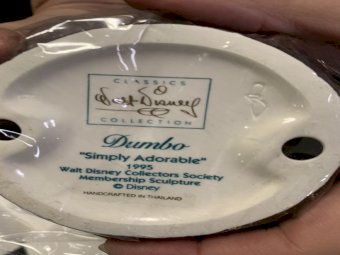 CLASSICS
Walt Disney
COLLECTION
Dumbo
"Simply Adorable"
1995
Walt Disney Collectors Society
Membership Sculpture
© Disney
HANDCRAFTED IN THAILAND